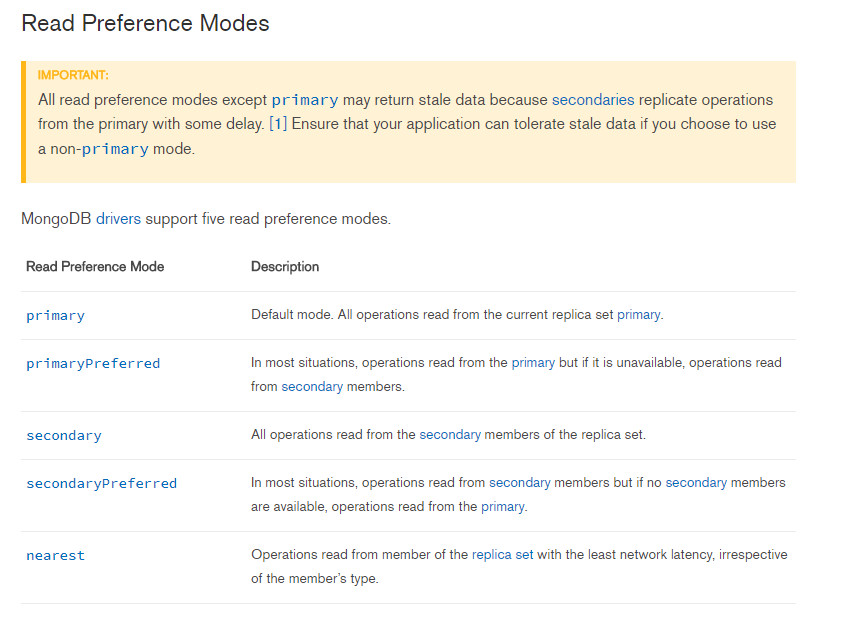 Read Preference Modes
IMPORTANT:
All read preference modes except primary may return stale data because secondaries replicate operations
from the primary with some delay. [1] Ensure that your application can tolerate stale data if you choose to use
a non-primary mode.
MongoDB drivers support five read preference modes.
Read Preference Mode Description
primary Default mode. All operations read from the current replica set primary.
primaryPreferred In most situations, operations read from the primary but if it is unavailable, operations read
from secondary members.
secondary All operations read from the secondary members of the replica set.
secondaryPreferred In most situations, operations read from secondary members but if no secondary members
are available, operations read from the primary.
nearest Operations read from member of the replica set with the least network latency, irrespective
of the member's type.